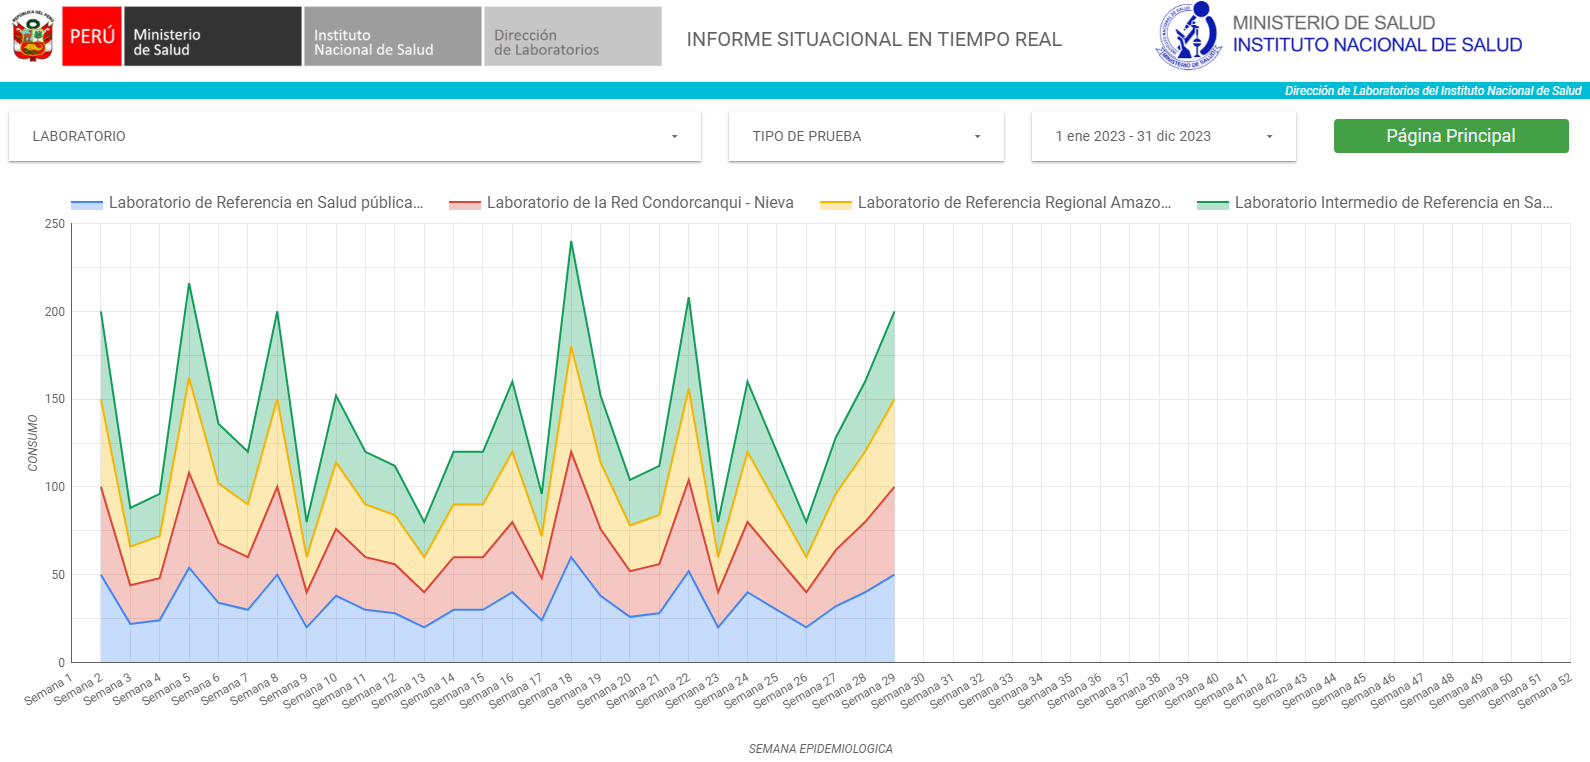 PERÚ
Ministerio
de Salud
Instituto
Nacional de Salud
Dirección
de Laboratorios
INFORME SITUACIONAL EN TIEMPO REAL
MINISTERIO DE SALUD
INSTITUTO NACIONAL DE SALUD
Dirección de Laboratorios del Instituto Nacional de Salud
LABORATORIO
TIPO DE PRUEBA
1 ene 2023 - 31 dic 2023
Página Principal
Laboratorio de Referencia en Salud pública...
Laboratorio de la Red Condorcanqui - Nieva
Laboratorio de Referencia Regional Amazo...
Laboratorio Intermedio de Referencia en Sa...
250
200
150
100
50
0
CONSUMO
Semana 1
Semana 2
Semana 3
Semana 4
Semana 5
Semana 6
Semana 7
Semana 8
Semana 9
Semana 10
Semana 11
Semana 12
Semana 13
Semana 14
Semana 15
Semana 16
Semana 17
Semana 18
Semana 19
Semana 20
Semana 21
Semana 22
Semana 23
Semana 24
Semana 25
Semana 26
Semana 27
Semana 28
Semana 29
Semana 30
Semana 31
Semana 32
Semana 33
Semana 34
Semana 35
Semana 36
Semana 37
Semana 38
Semana 39
Semana 40
Semana 41
Semana 42
Semana 43
Semana 44
Semana 45
Semana 46
Semana 47
Semana 48
Semana 49
Semana 50
Semana 51
Semana 52
SEMANA EPIDEMIOLOGICA